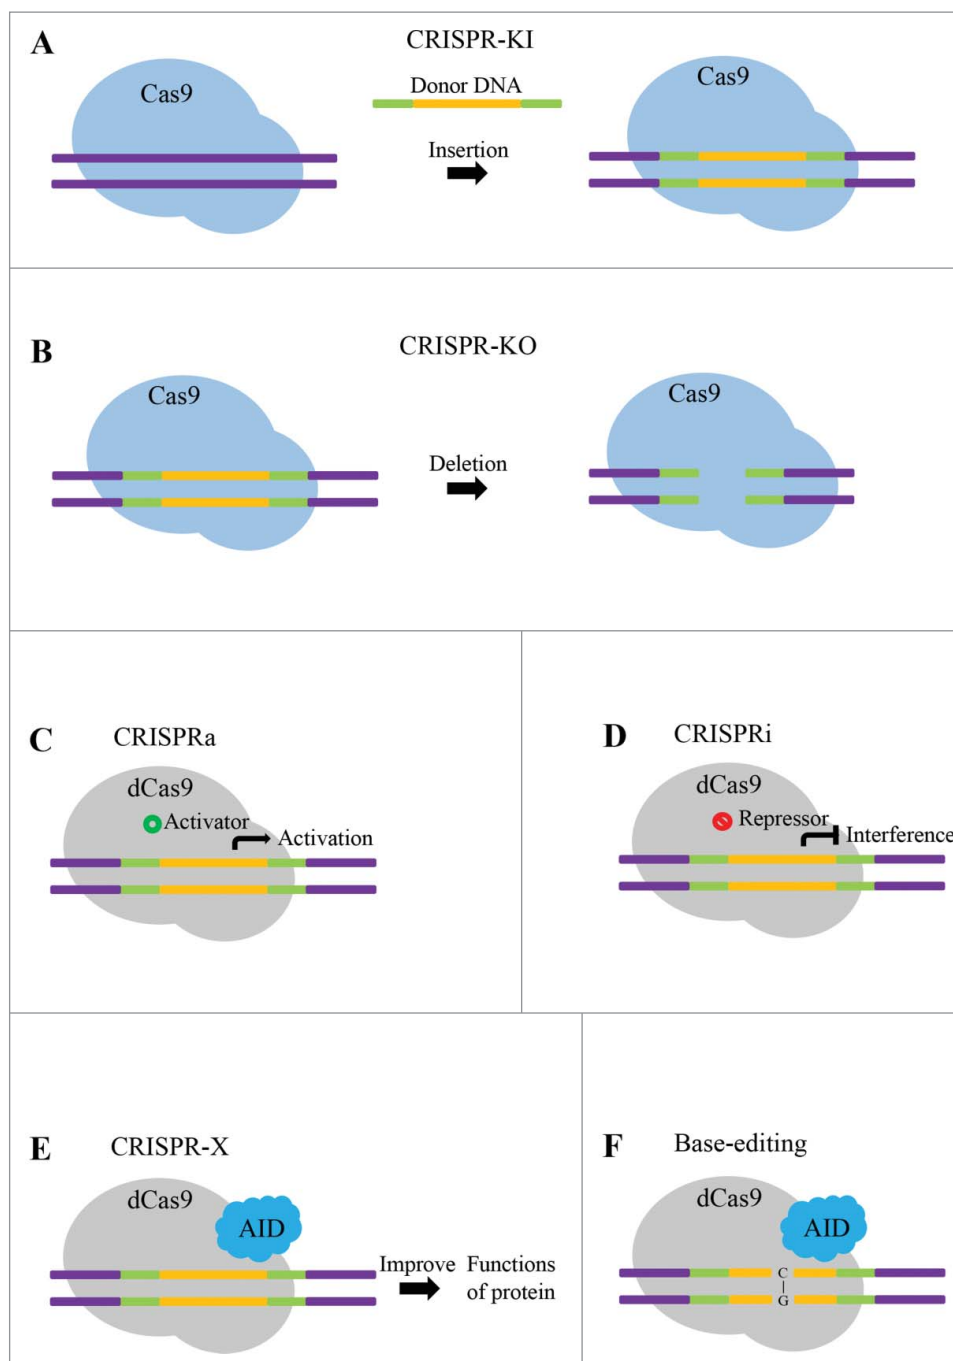 A
CRISPR-KI
Cas9
Donor DNA
Insertion
Cas9
B
CRISPR-KO
Cas9
Deletion
Cas9
C
CRISPRa
dCas9
Activator
Activation
D
CRISPRi
dCas9
Repressor
Interference
E
CRISPR-X
dCas9
AID
Improve
Functions
of protein
F
Base-editing
dCas9
AID
C
G